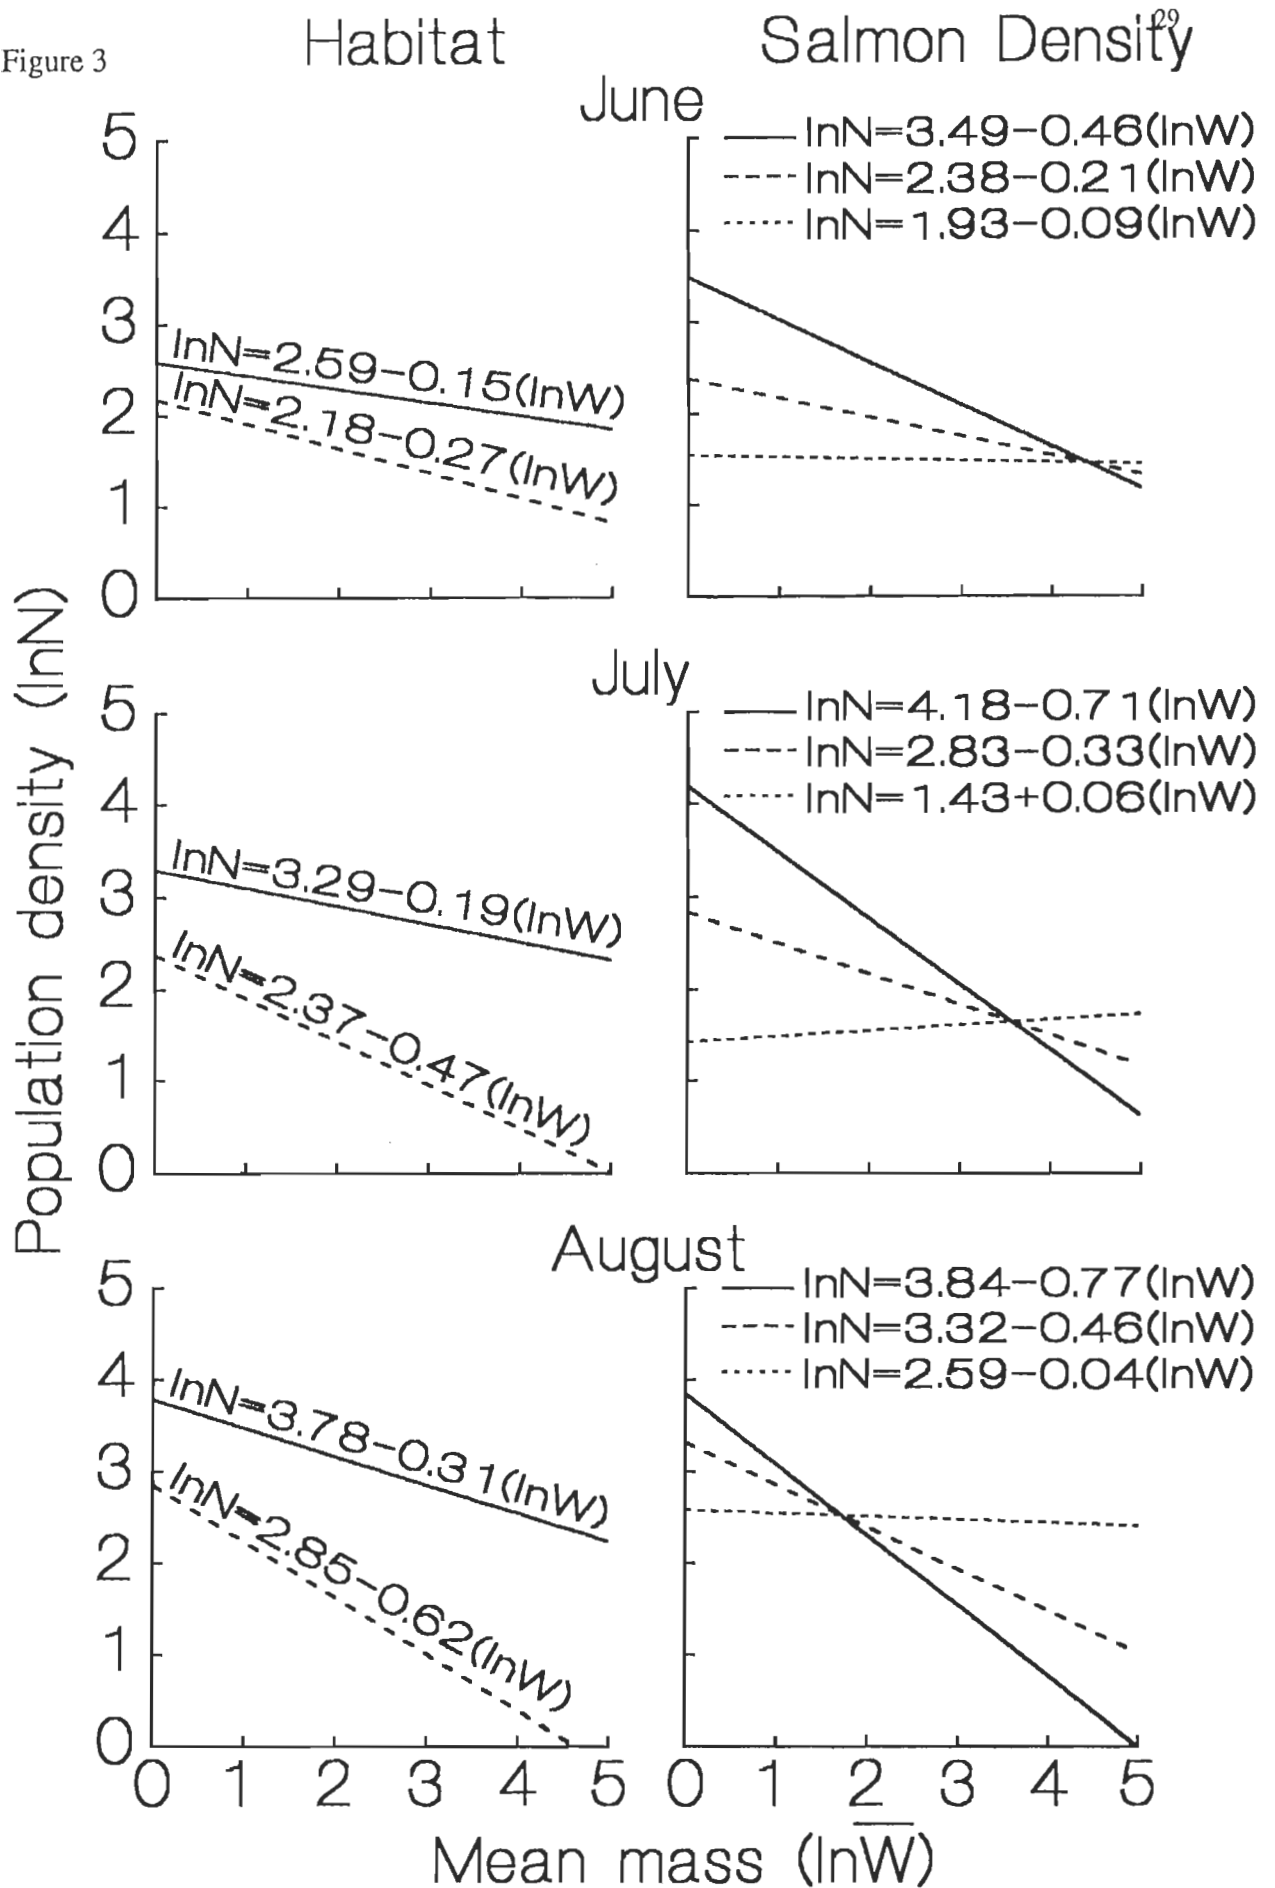 29
Figure 3
Habitat
Salmon Density
June
5
4
3
2
1
0
lnN=2.59-0.15(lnW)
lnN=2.18-0.27(lnW)
lnN=3.49-0.46(lnW)
lnN=2.38-0.21(lnW)
lnN=1.93-0.09(lnW)
Population density (lnN)
July
5
4
3
2
1
0
lnN=3.29-0.19(lnW)
lnN=2.37-0.47(lnW)
lnN=4.18-0.71(lnW)
lnN=2.83-0.33(lnW)
lnN=1.43+0.06(lnW)
August
5
4
3
2
1
0
lnN=3.78-0.31(lnW)
lnN=2.85-0.62(lnW)
lnN=3.84-0.77(lnW)
lnN=3.32-0.46(lnW)
lnN=2.59-0.04(lnW)
0 1 2 3 4 5
0 1 2 3 4 5
Mean mass (lnW̅)